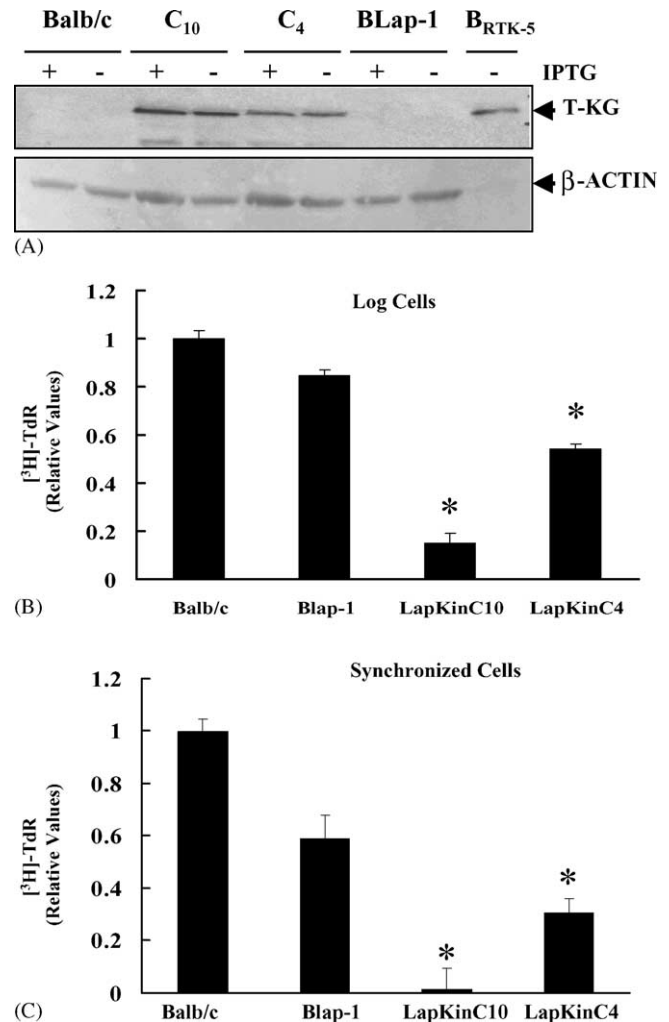 Balb/c C₁₀ C₄ BLap-1 B_RTK-5
+ - + - + - + - - IPTG
T-KG
β-ACTIN
(A)
Log Cells
[³H]-TdR
(Relative Values)
1.2
1
0.8
0.6
0.4
0.2
0
* *
(B)
Balb/c Blap-1 LapKinC10 LapKinC4
Synchronized Cells
[³H]-TdR
(Relative Values)
1.2
1
0.8
0.6
0.4
0.2
0
* *
(C)
Balb/c Blap-1 LapKinC10 LapKinC4